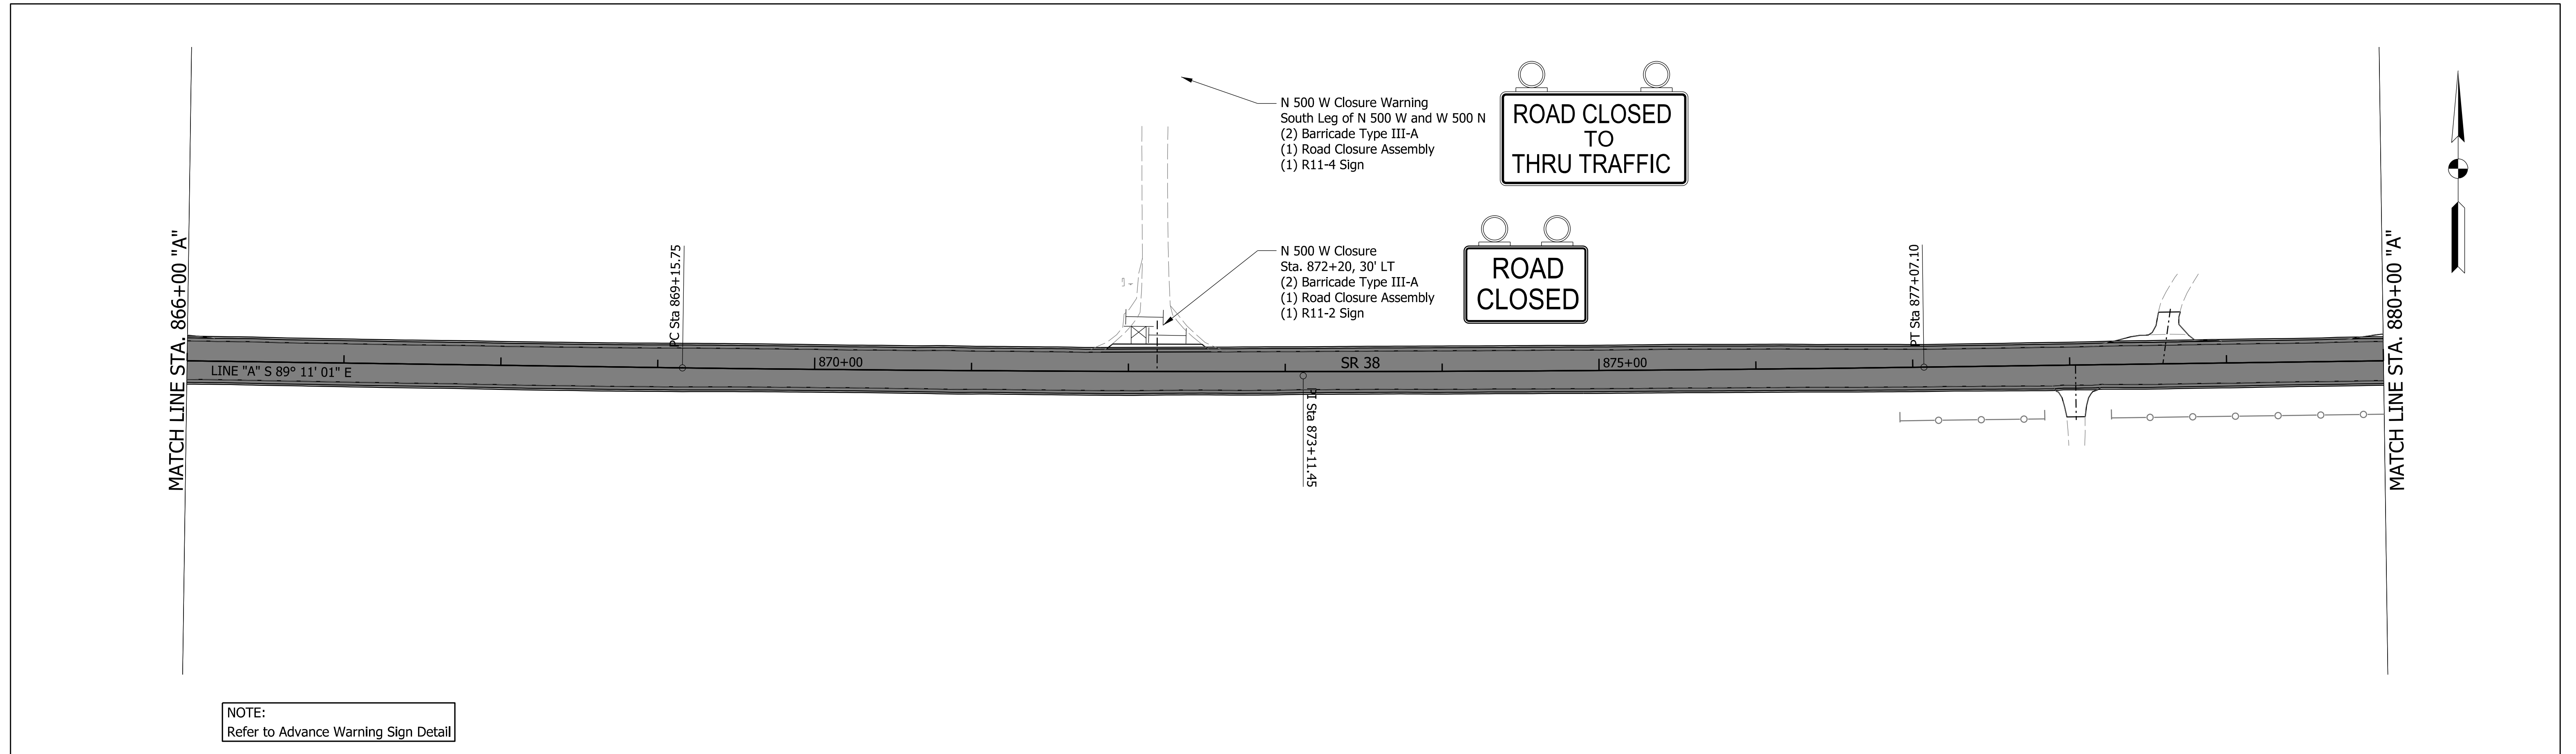 N 500 W Closure Warning
South Leg of N 500 W and W 500 N
(2) Barricade Type III-A
(1) Road Closure Assembly
(1) R11-4 Sign
ROAD CLOSED
TO
THRU TRAFFIC
N 500 W Closure
Sta. 872+20, 30' LT
(2) Barricade Type III-A
(1) Road Closure Assembly
(1) R11-2 Sign
ROAD
CLOSED
MATCH LINE STA. 866+00 "A"
PC Sta 869+15.75
PT Sta 877+07.10
MATCH LINE STA. 880+00 "A"
LINE "A" S 89° 11' 01" E
870+00
SR 38
875+00
PI Sta 873+11.45
NOTE:
Refer to Advance Warning Sign Detail